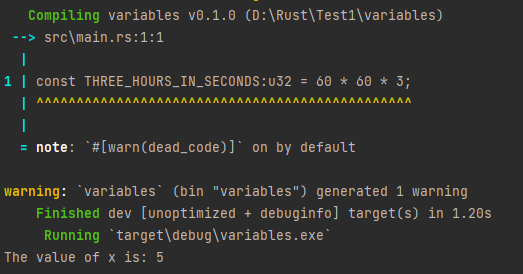 Compiling variables v0.1.0 (D:\Rust\Test1\variables)
--> src\main.rs:1:1
|
1 | const THREE_HOURS_IN_SECONDS:u32 = 60 * 60 * 3;
| ^^^^^^^^^^^^^^^^^^^^^^^^^^^^^^^^^^^^^^^^^^^^^^^
|
= note: `#[warn(dead_code)]` on by default
warning: `variables` (bin "variables") generated 1 warning
Finished dev [unoptimized + debuginfo] target(s) in 1.20s
Running `target\debug\variables.exe`
The value of x is: 5